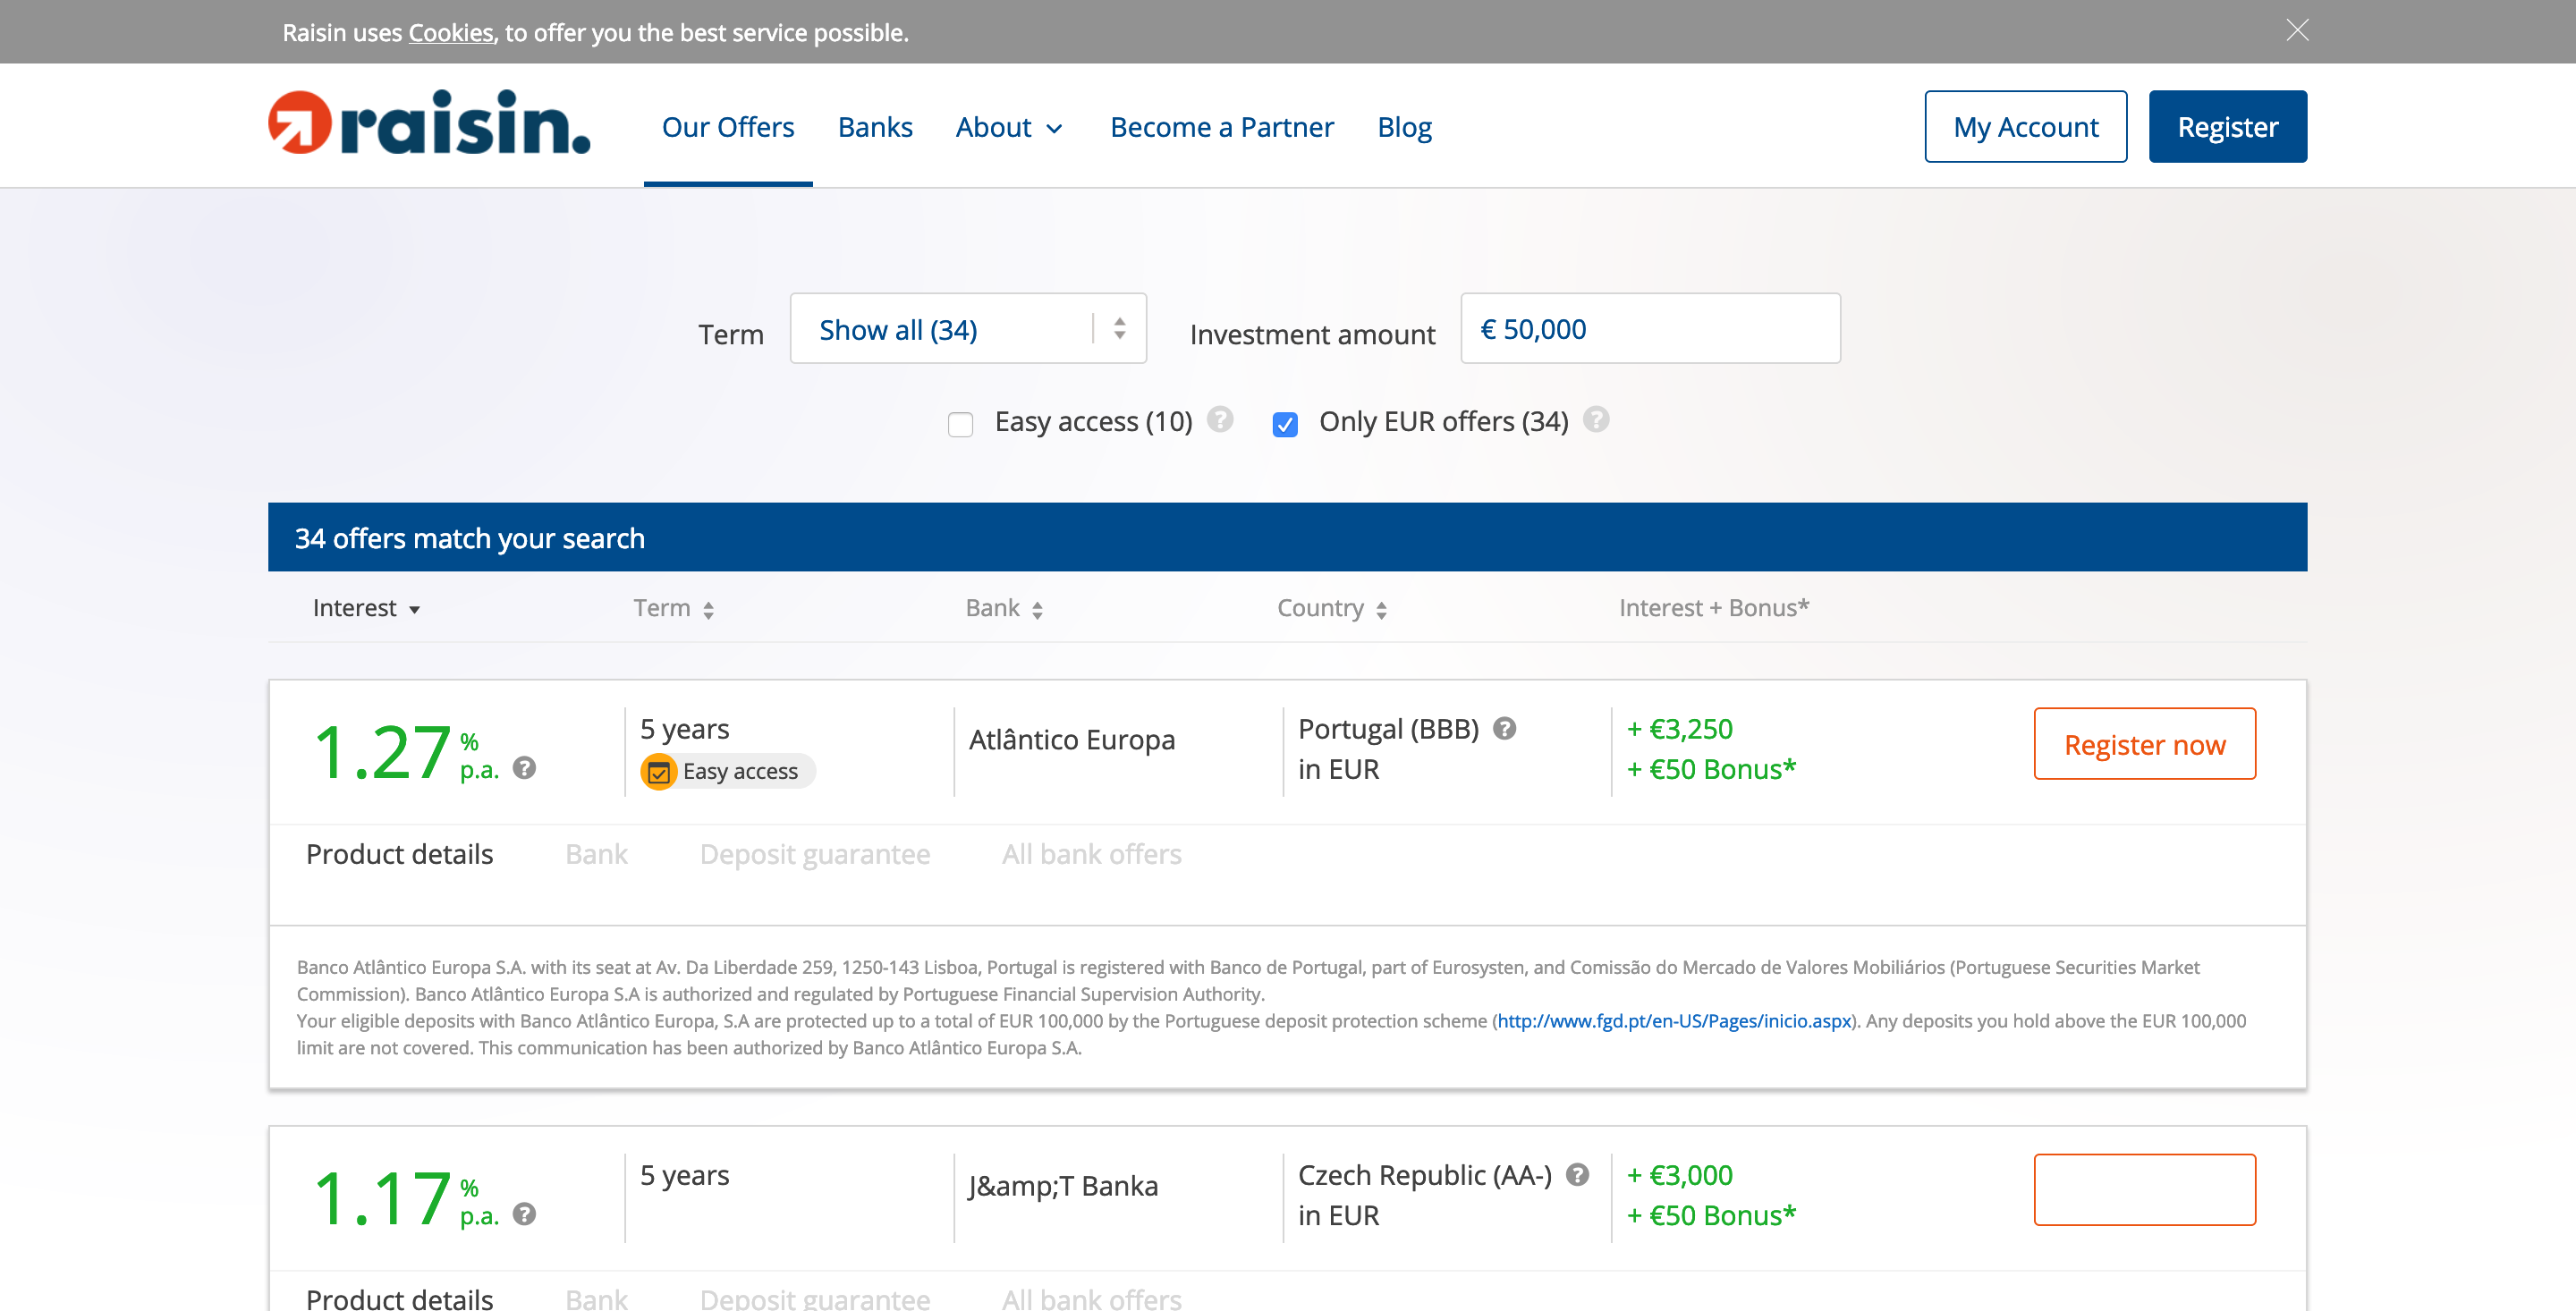 Raisin uses Cookies, to offer you the best service possible.
raisin.
Our Offers
Banks
About
Become a Partner
Blog
My Account
Register
Term
Show all (34)
Investment amount
€ 50,000
Easy access (10) ?
Only EUR offers (34) ?
34 offers match your search
Interest
Term
Bank
Country
Interest + Bonus*
1.27 % p.a. ?
5 years
Easy access
Atlântico Europa
Portugal (BBB) ?
in EUR
+ €3,250
+ €50 Bonus*
Register now
Product details
Bank
Deposit guarantee
All bank offers
Banco Atlântico Europa S.A. with its seat at Av. Da Liberdade 259, 1250-143 Lisboa, Portugal is registered with Banco de Portugal, part of Eurosysten, and Comissão do Mercado de Valores Mobiliários (Portuguese Securities Market
Commission). Banco Atlântico Europa S.A is authorized and regulated by Portuguese Financial Supervision Authority.
Your eligible deposits with Banco Atlântico Europa, S.A are protected up to a total of EUR 100,000 by the Portuguese deposit protection scheme (http://www.fgd.pt/en-US/Pages/inicio.aspx). Any deposits you hold above the EUR 100,000
limit are not covered. This communication has been authorized by Banco Atlântico Europa S.A.
1.17 % p.a. ?
5 years
J&amp;T Banka
Czech Republic (AA-) ?
in EUR
+ €3,000
+ €50 Bonus*
Product details
Bank
Deposit guarantee
All bank offers